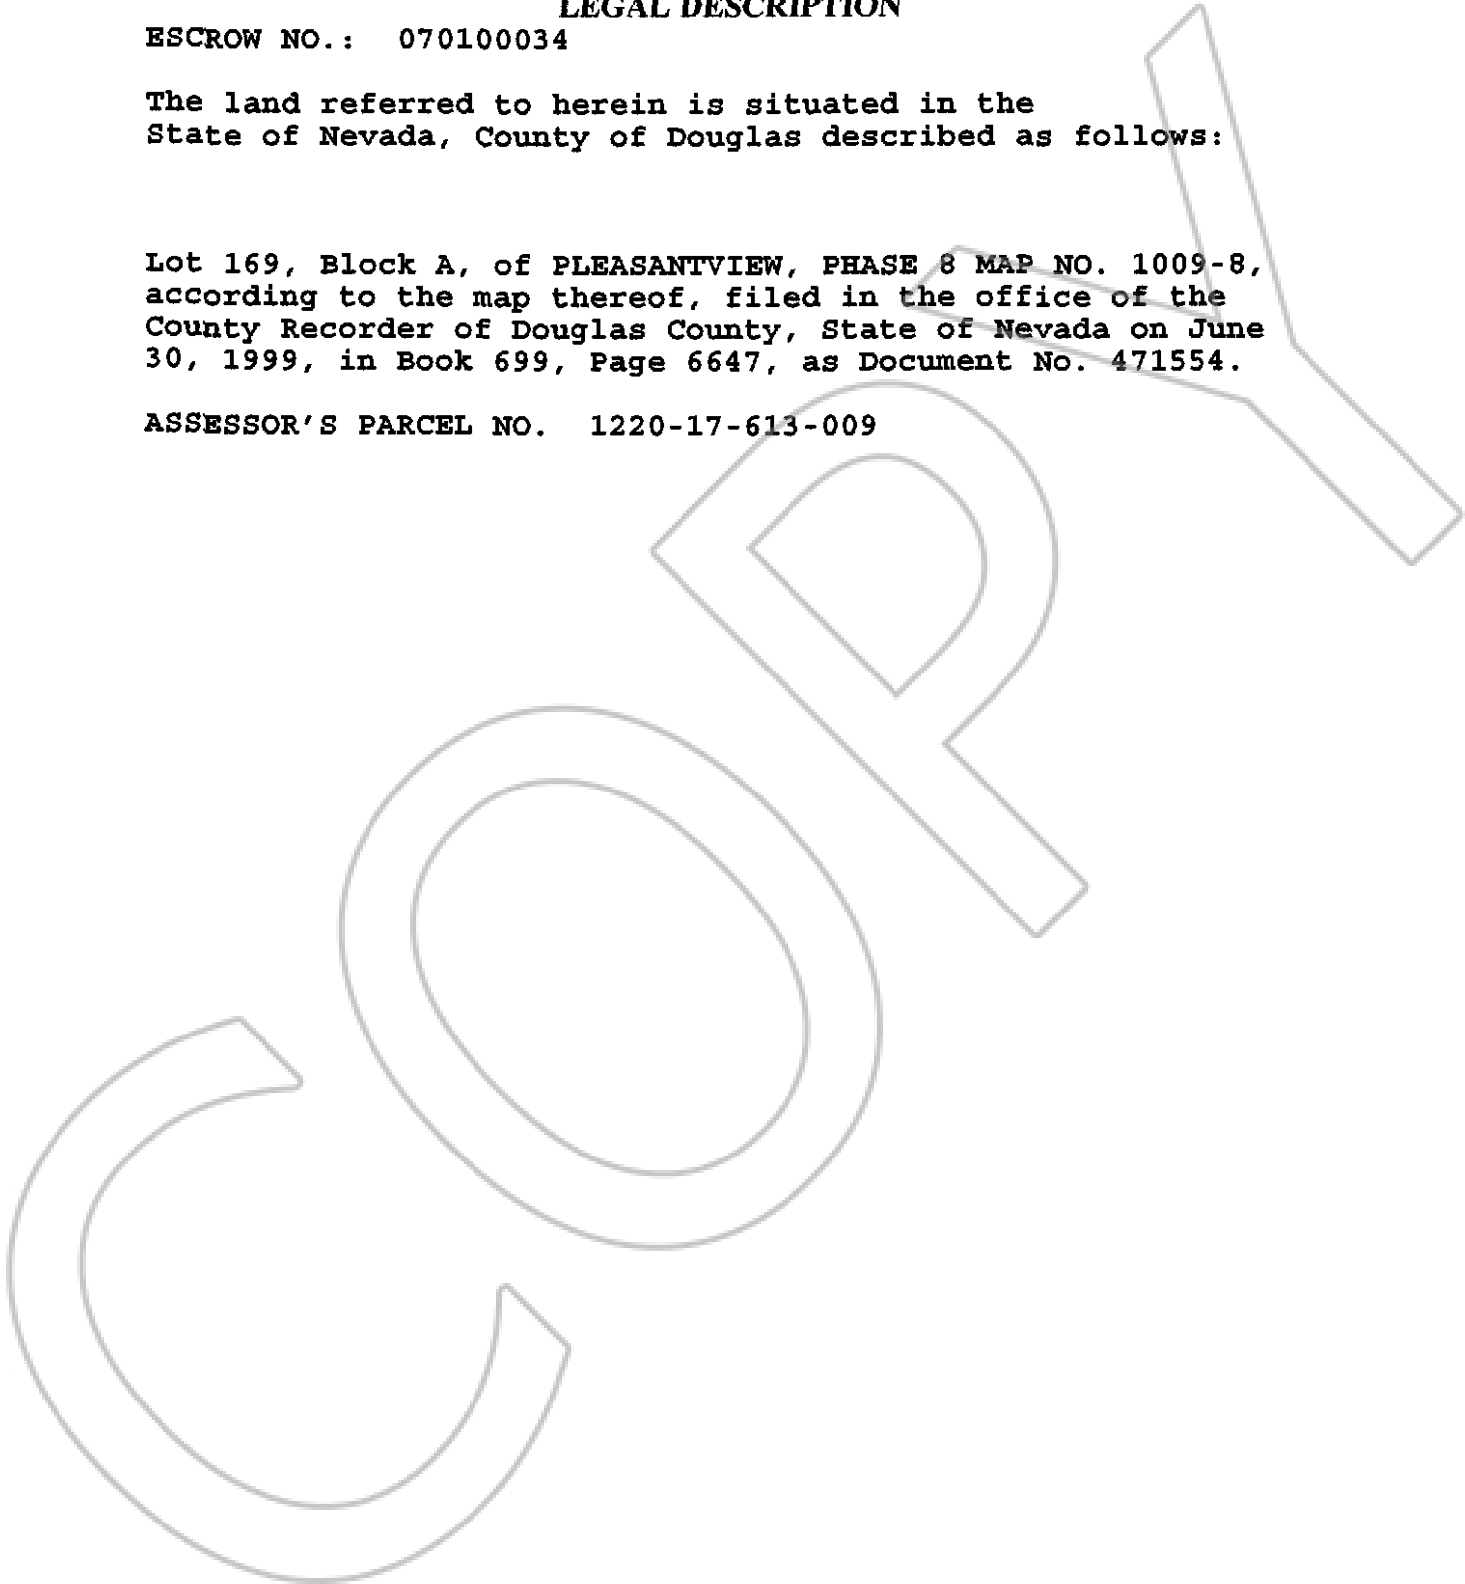 LEGAL DESCRIPTION
ESCROW NO.: 070100034
The land referred to herein is situated in the
State of Nevada, County of Douglas described as follows:
Lot 169, Block A, of PLEASANTVIEW, PHASE 8 MAP NO. 1009-8,
according to the map thereof, filed in the office of the
County Recorder of Douglas County, State of Nevada on June
30, 1999, in Book 699, Page 6647, as Document No. 471554.
ASSESSOR'S PARCEL NO. 1220-17-613-009
COPY